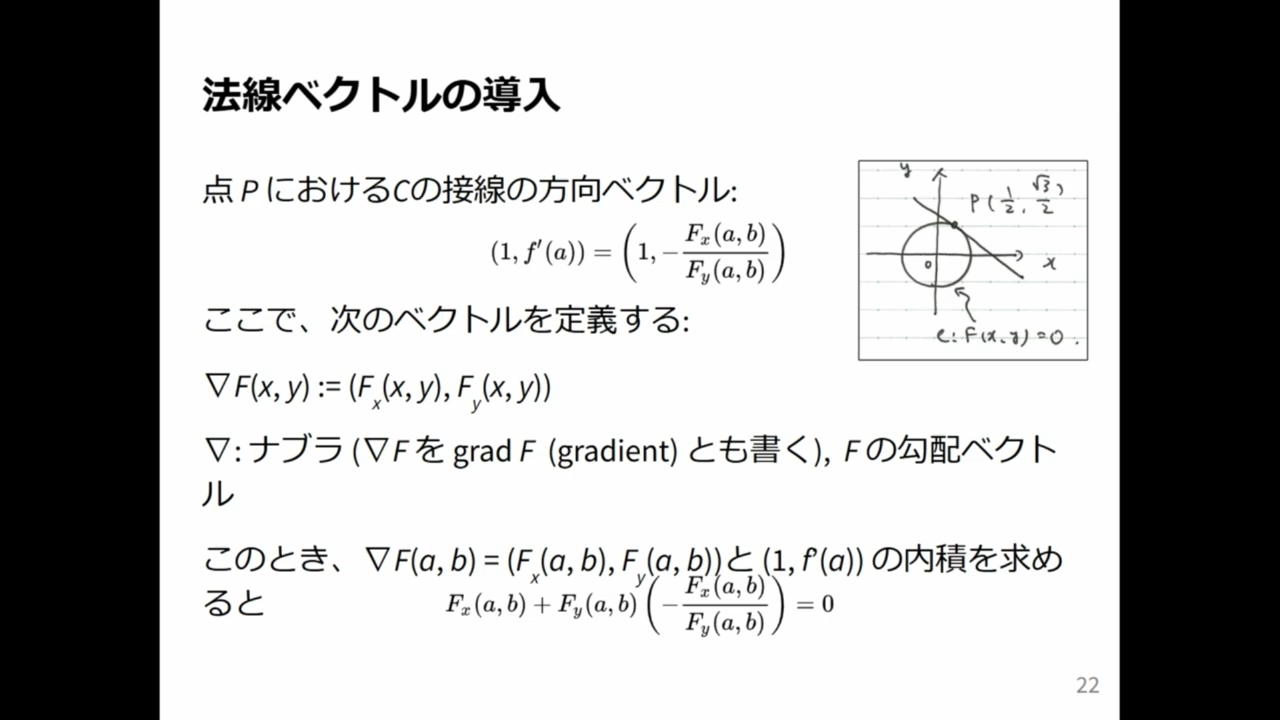 法線ベクトルの導入
点 P におけるCの接線の方向ベクトル:
(1, f′(a)) = (1, −F_x(a, b)/F_y(a, b))
ここで、次のベクトルを定義する:
∇F(x, y) := (F_x(x, y), F_y(x, y))
∇: ナブラ (∇F を grad F (gradient) とも書く), F の勾配ベクト
ル
このとき、∇F(a, b) = (F_x(a, b), F_y(a, b))と (1, f'(a)) の内積を求め
ると
F_x(a, b) + F_y(a, b) (−F_x(a, b)/F_y(a, b)) = 0
y
P(1/2, √3/2)
x
0
C: F(x, y) = 0.
22